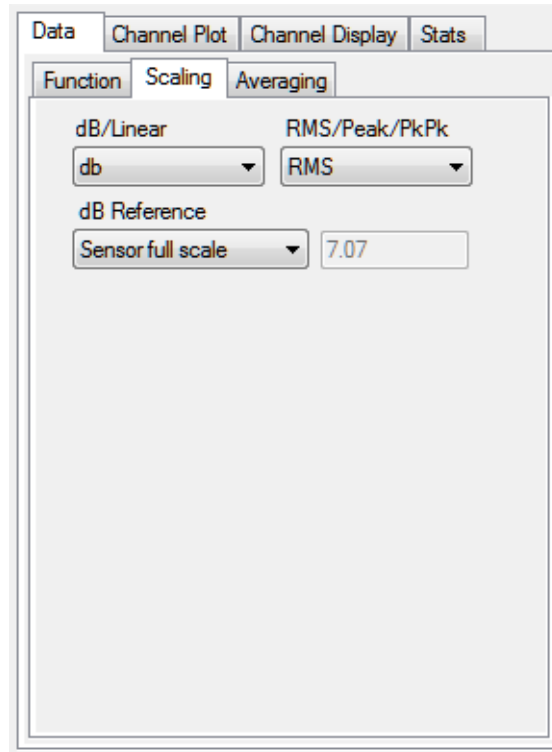 Data Channel Plot Channel Display Stats
Function Scaling Averaging
dB/Linear RMS/Peak/PkPk
db RMS
dB Reference
Sensor full scale 7.07